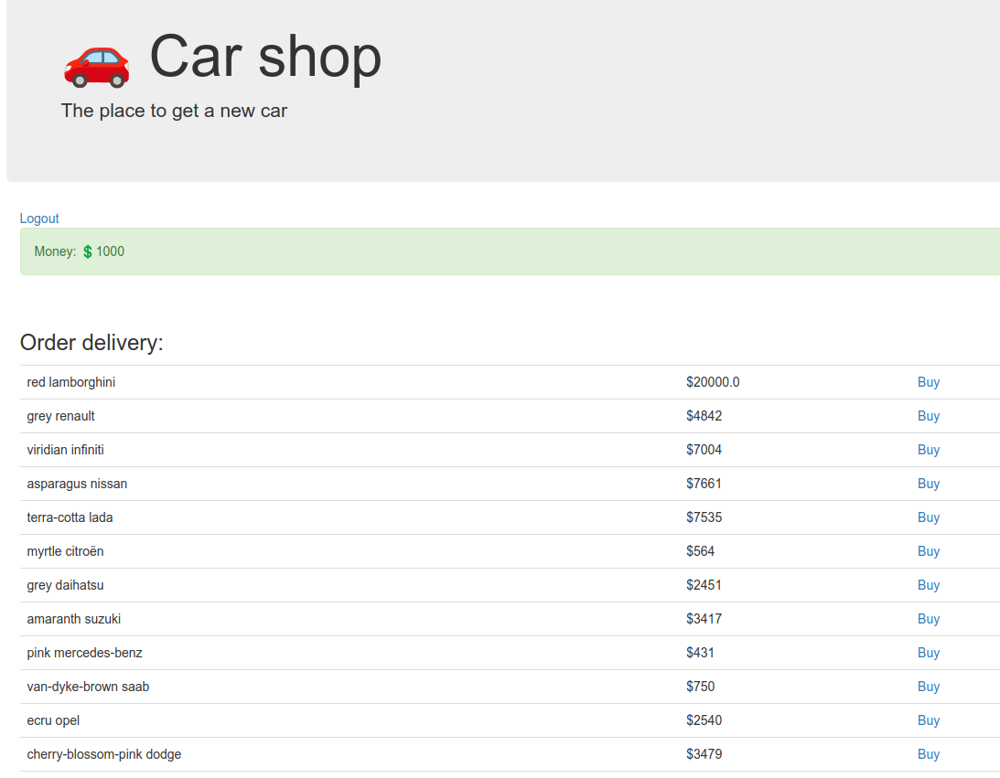 Car shop
The place to get a new car
Logout
Money: 💲1000
Order delivery:
red lamborghini $20000.0 Buy
grey renault $4842 Buy
viridian infiniti $7004 Buy
asparagus nissan $7661 Buy
terra-cotta lada $7535 Buy
myrtle citroën $564 Buy
grey daihatsu $2451 Buy
amaranth suzuki $3417 Buy
pink mercedes-benz $431 Buy
van-dyke-brown saab $750 Buy
ecru opel $2540 Buy
cherry-blossom-pink dodge $3479 Buy